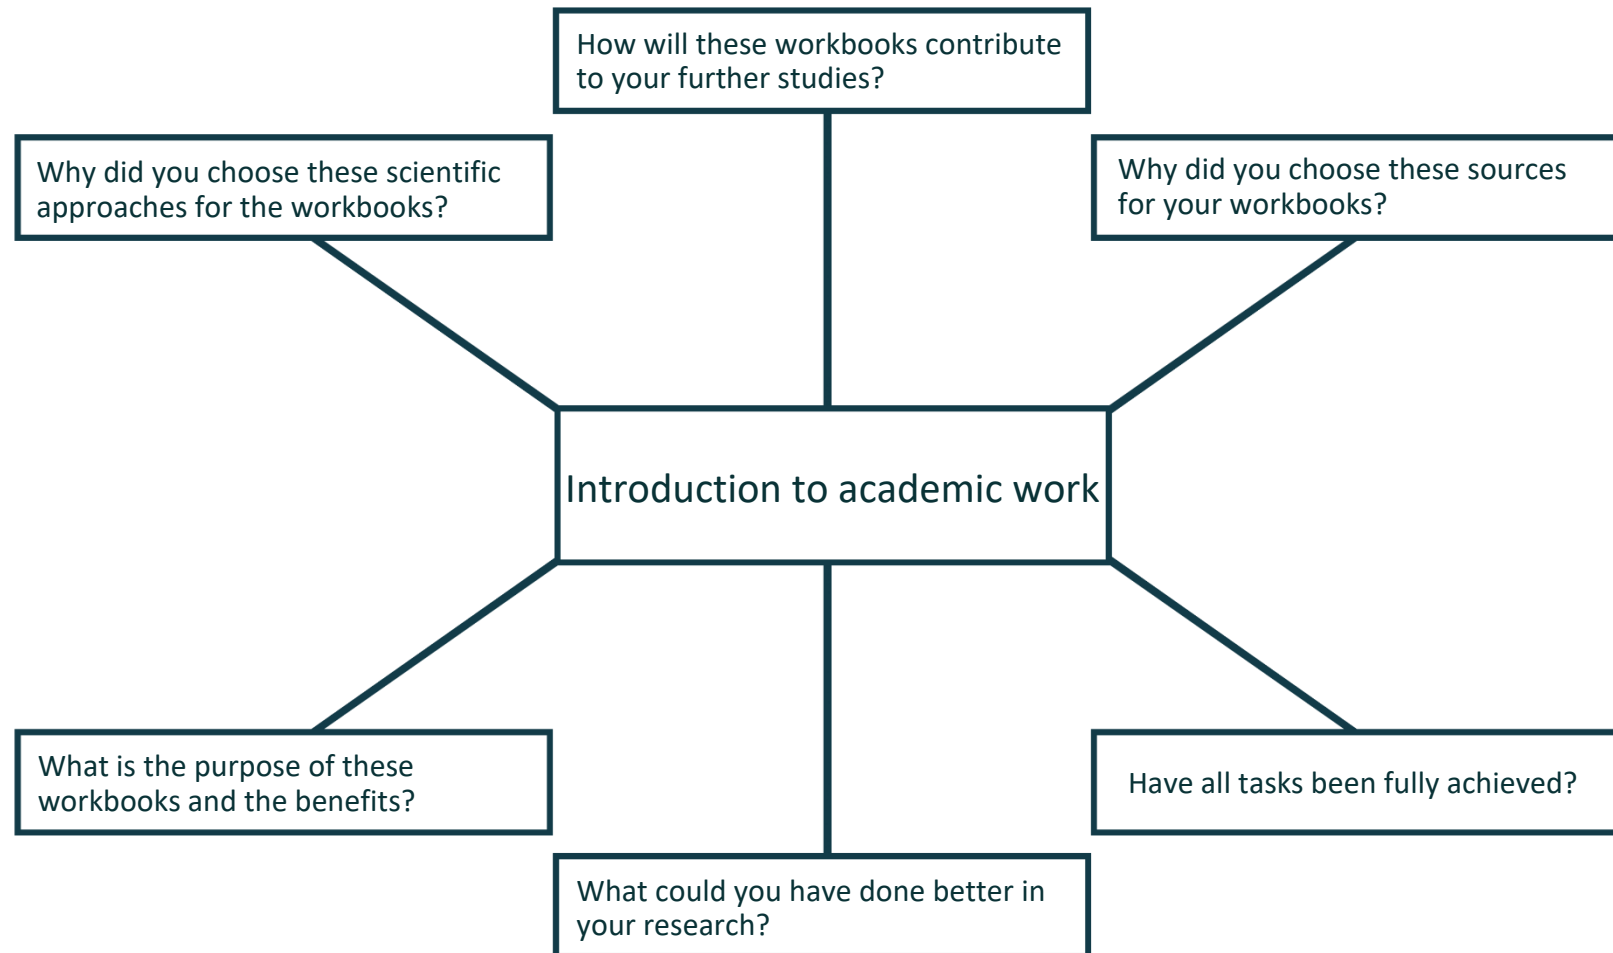 How will these workbooks contribute
to your further studies?
Why did you choose these scientific
approaches for the workbooks?
Why did you choose these sources
for your workbooks?
Introduction to academic work
What is the purpose of these
workbooks and the benefits?
Have all tasks been fully achieved?
What could you have done better in
your research?